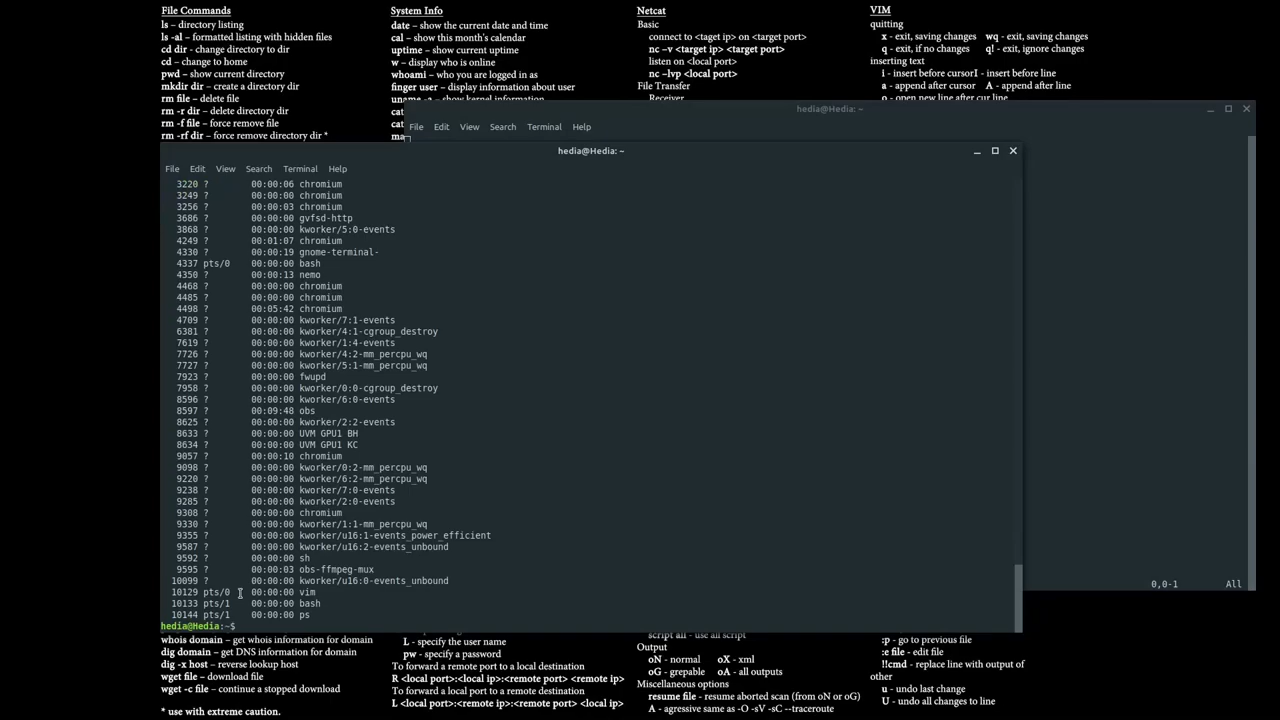 File Commands
ls – directory listing
ls -al – formatted listing with hidden files
cd dir - change directory to dir
cd – change to home
pwd – show current directory
mkdir dir – create a directory
rm file – delete file
rm -r dir – delete directory dir
rm -f file – force remove file
rm -rf dir – force remove directory dir *
System Info
date – show the current date and time
cal – show this month's calendar
uptime – show current uptime
w – display who is online
whoami – who you are logged in as
finger user – display information about user
uname -a – show kernel information
cat
cat
ma
Netcat
Basic
connect to <taget ip> on <target port>
nc –v <target ip> <target port>
listen on <local port>
nc –lvp <local port>
File Transfer
Receiver
VIM
quitting
x - exit, saving changes wq - exit, saving changes
q - exit, if no changes q! - exit, ignore changes
inserting text
i - insert before cursorI - insert before line
a - append after cursor A - append after line
o - open new line after cur line
hedia@Hedia: ~
File Edit View Search Terminal Help
hedia@Hedia: ~
File Edit View Search Terminal Help
3220 ? 00:00:06 chromium
3249 ? 00:00:00 chromium
3256 ? 00:00:03 chromium
3686 ? 00:00:00 gvfsd-http
3868 ? 00:00:00 kworker/5:0-events
4249 ? 00:01:07 chromium
4330 ? 00:00:19 gnome-terminal-
4337 pts/0 00:00:00 bash
4350 ? 00:00:13 nemo
4468 ? 00:00:00 chromium
4485 ? 00:00:00 chromium
4498 ? 00:05:42 chromium
4709 ? 00:00:00 kworker/7:1-events
6381 ? 00:00:00 kworker/4:1-cgroup_destroy
7619 ? 00:00:00 kworker/1:4-events
7726 ? 00:00:00 kworker/4:2-mm_percpu_wq
7727 ? 00:00:00 kworker/5:1-mm_percpu_wq
7923 ? 00:00:00 fwupd
7958 ? 00:00:00 kworker/0:0-cgroup_destroy
8596 ? 00:00:00 kworker/6:0-events
8597 ? 00:09:48 obs
8625 ? 00:00:00 kworker/2:2-events
8633 ? 00:00:00 UVM GPU1 BH
8634 ? 00:00:00 UVM GPU1 KC
9057 ? 00:00:10 chromium
9098 ? 00:00:00 kworker/0:2-mm_percpu_wq
9220 ? 00:00:00 kworker/6:2-mm_percpu_wq
9238 ? 00:00:00 kworker/7:0-events
9285 ? 00:00:00 kworker/2:0-events
9308 ? 00:00:00 chromium
9330 ? 00:00:00 kworker/1:1-mm_percpu_wq
9355 ? 00:00:00 kworker/u16:1-events_power_efficient
9587 ? 00:00:00 kworker/u16:2-events_unbound
9592 ? 00:00:00 sh
9595 ? 00:00:03 obs-ffmpeg-mux
10099 ? 00:00:00 kworker/u16:0-events_unbound
10129 pts/0 00:00:00 vim
10133 pts/1 00:00:00 bash
10144 pts/1 00:00:00 ps
hedia@Hedia:~$
0,0-1 All
whois domain – get whois information for domain
dig domain – get DNS information for domain
dig -x host – reverse lookup host
wget file – download file
wget -c file – continue a stopped download
* use with extreme caution.
L - specify the user name
pw – specify a password
To forward a remote port to a local destination
R <local port>:<local ip>:<remote port> <remote ip>
To forward a local port to a remote destination
L <local port>:<remote ip>:<remote port> <local ip>
script all - use all script
Output
oN - normal oX - xml
oG - grepable oA - all outputs
Miscellaneous options
resume file - resume aborted scan (from oN or oG)
A - agressive same as -O -sV -sC --traceroute
:p - go to previous file
:e file - edit file
!!cmd - replace line with output of
other
u - undo last change
U - undo all changes to line